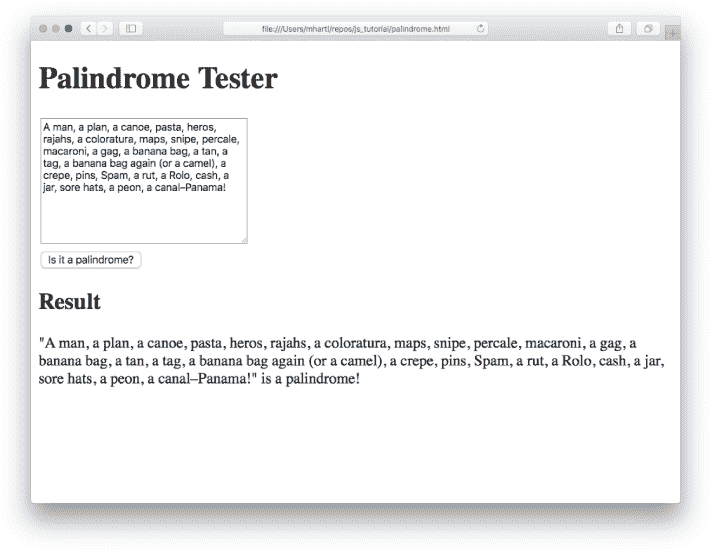 file:///Users/mhartl/repos/js_tutorial/palindrome.html
Palindrome Tester
A man, a plan, a canoe, pasta, heros,
rajahs, a coloratura, maps, snipe, percale,
macaroni, a gag, a banana bag, a tan, a
tag, a banana bag again (or a camel), a
crepe, pins, Spam, a rut, a Rolo, cash, a
jar, sore hats, a peon, a canal–Panama!
Is it a palindrome?
Result
"A man, a plan, a canoe, pasta, heros, rajahs, a coloratura, maps, snipe, percale, macaroni, a gag, a
banana bag, a tan, a tag, a banana bag again (or a camel), a crepe, pins, Spam, a rut, a Rolo, cash, a jar,
sore hats, a peon, a canal–Panama!" is a palindrome!